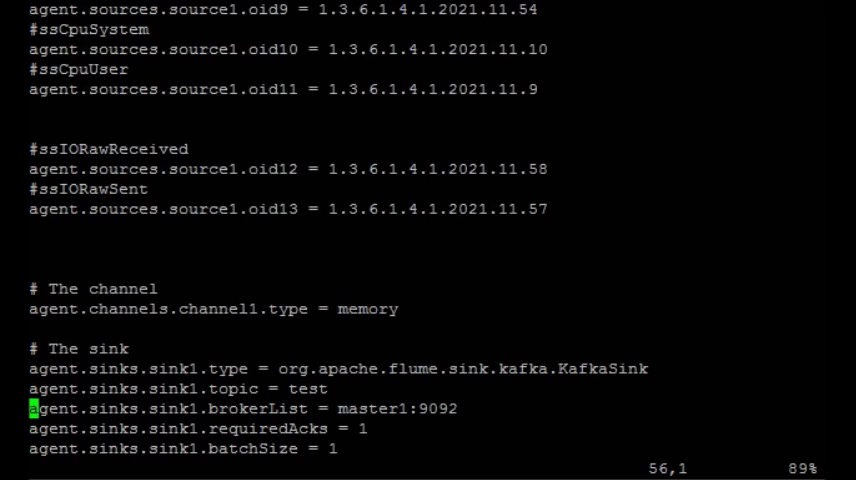 agent.sources.source1.oid9 = 1.3.6.1.4.1.2021.11.54
#ssCpuSystem
agent.sources.source1.oid10 = 1.3.6.1.4.1.2021.11.10
#ssCpuUser
agent.sources.source1.oid11 = 1.3.6.1.4.1.2021.11.9
#ssIORawReceived
agent.sources.source1.oid12 = 1.3.6.1.4.1.2021.11.58
#ssIORawSent
agent.sources.source1.oid13 = 1.3.6.1.4.1.2021.11.57
# The channel
agent.channels.channel1.type = memory
# The sink
agent.sinks.sink1.type = org.apache.flume.sink.kafka.KafkaSink
agent.sinks.sink1.topic = test
agent.sinks.sink1.brokerList = master1:9092
agent.sinks.sink1.requiredAcks = 1
agent.sinks.sink1.batchSize = 1
56,1 89%